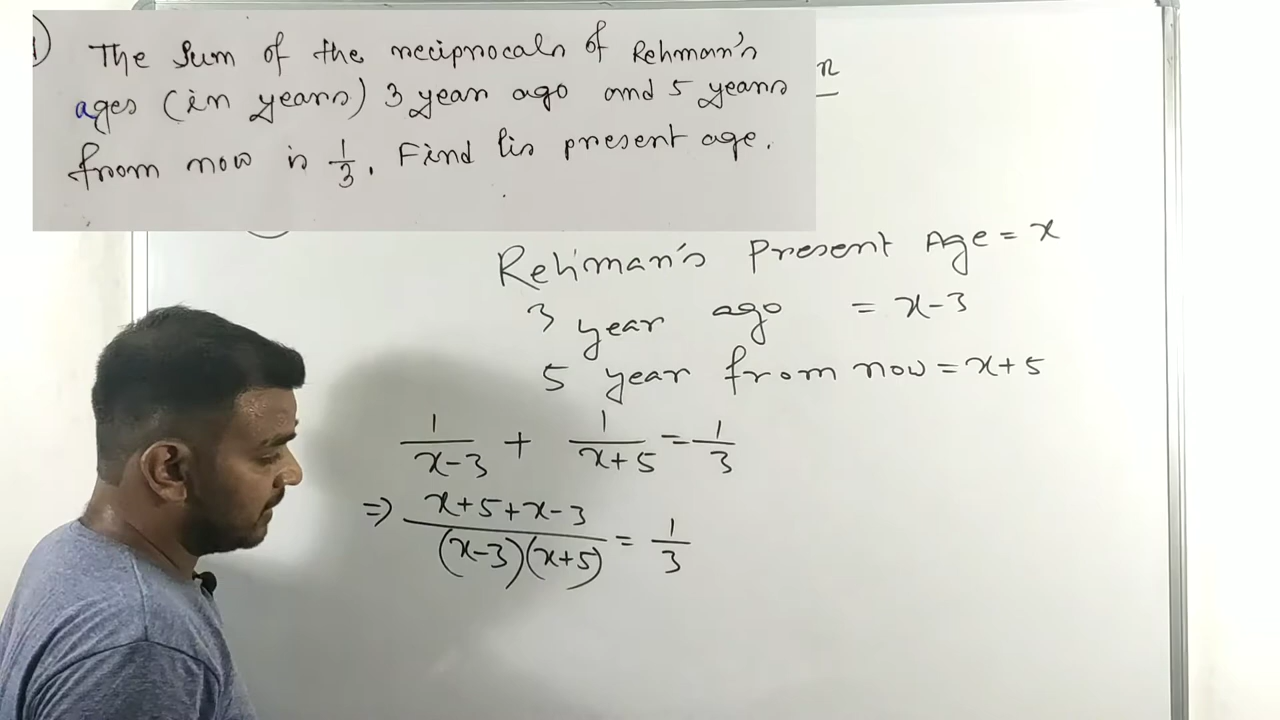 The Sum of the reciprocals of Rehman's
ages (in years) 3 year ago and 5 years
from now is 1/3. Find his present age.
n
Rehman's Present Age = x
3 year ago = x-3
5 year from now = x+5
1/(x-3) + 1/(x+5) = 1/3
⇒ (x+5+x-3)/((x-3)(x+5)) = 1/3